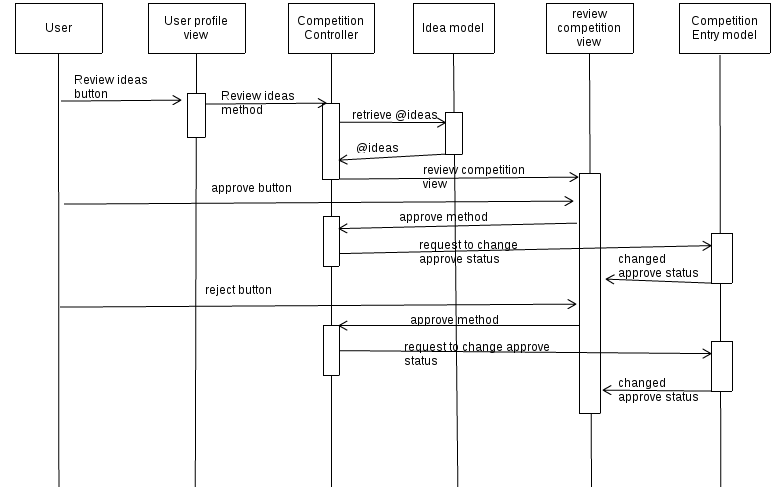 User
User profile
view
Competition
Controller
Idea model
review
competition
view
Competition
Entry model
Review ideas
button
Review ideas
method
retrieve @ideas
@ideas
review competition
view
approve button
approve method
request to change
approve status
changed
approve status
reject button
approve method
request to change approve
status
changed
approve status